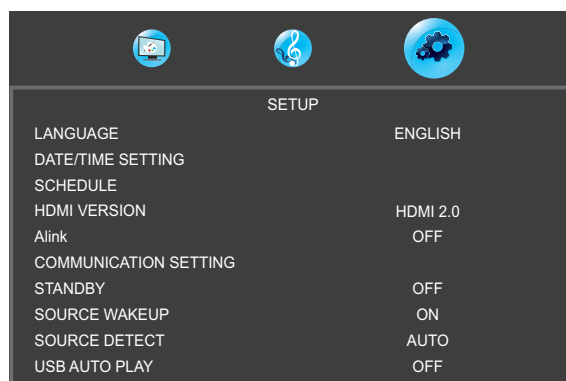 SETUP
LANGUAGE ENGLISH
DATE/TIME SETTING
SCHEDULE
HDMI VERSION HDMI 2.0
Alink OFF
COMMUNICATION SETTING
STANDBY OFF
SOURCE WAKEUP ON
SOURCE DETECT AUTO
USB AUTO PLAY OFF